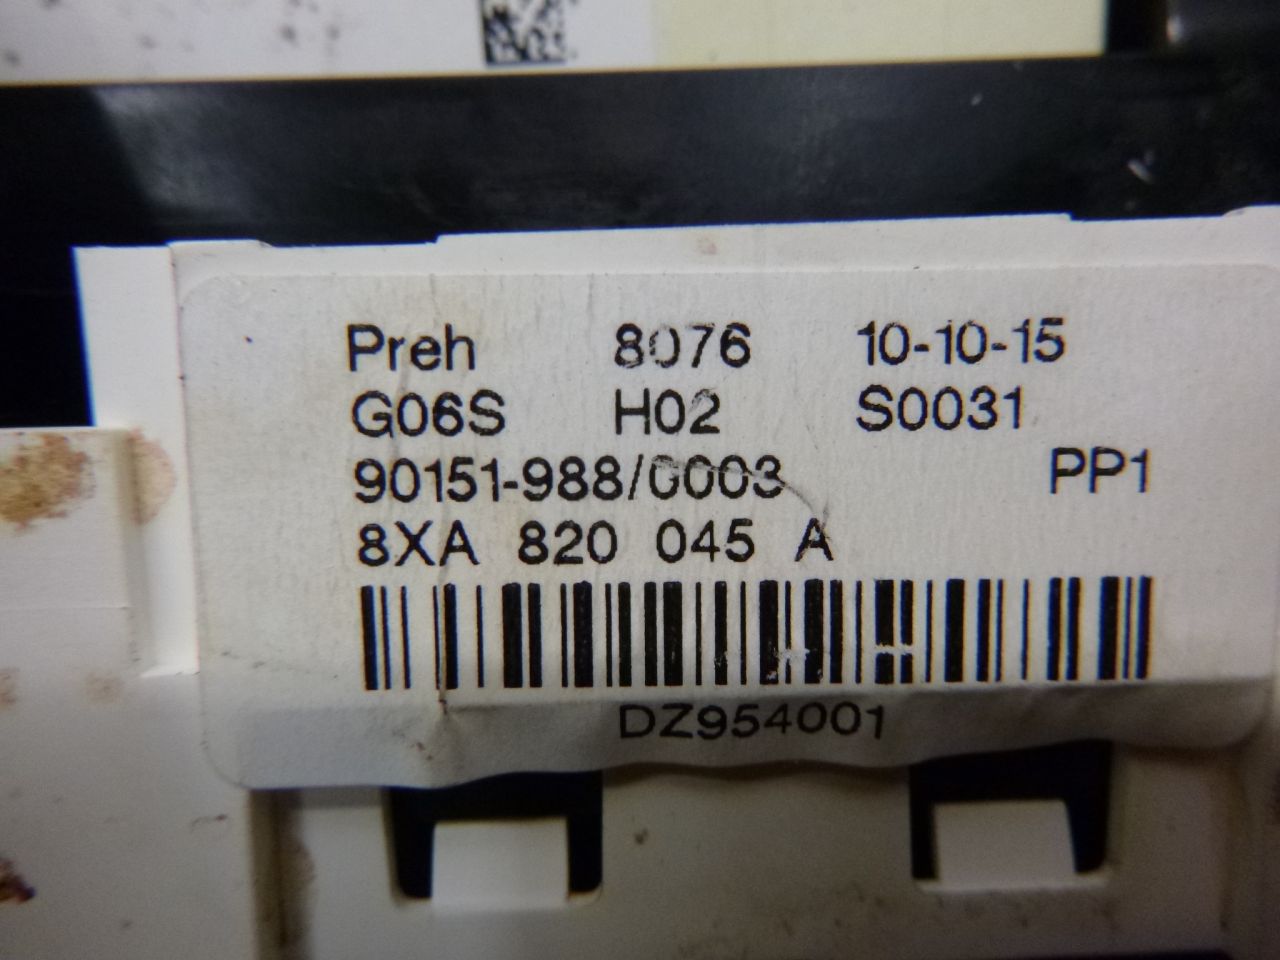 Preh 8076 10-10-15
G06S H02 S0031
90151-988/0003 PP1
8XA 820 045 A
DZ954001